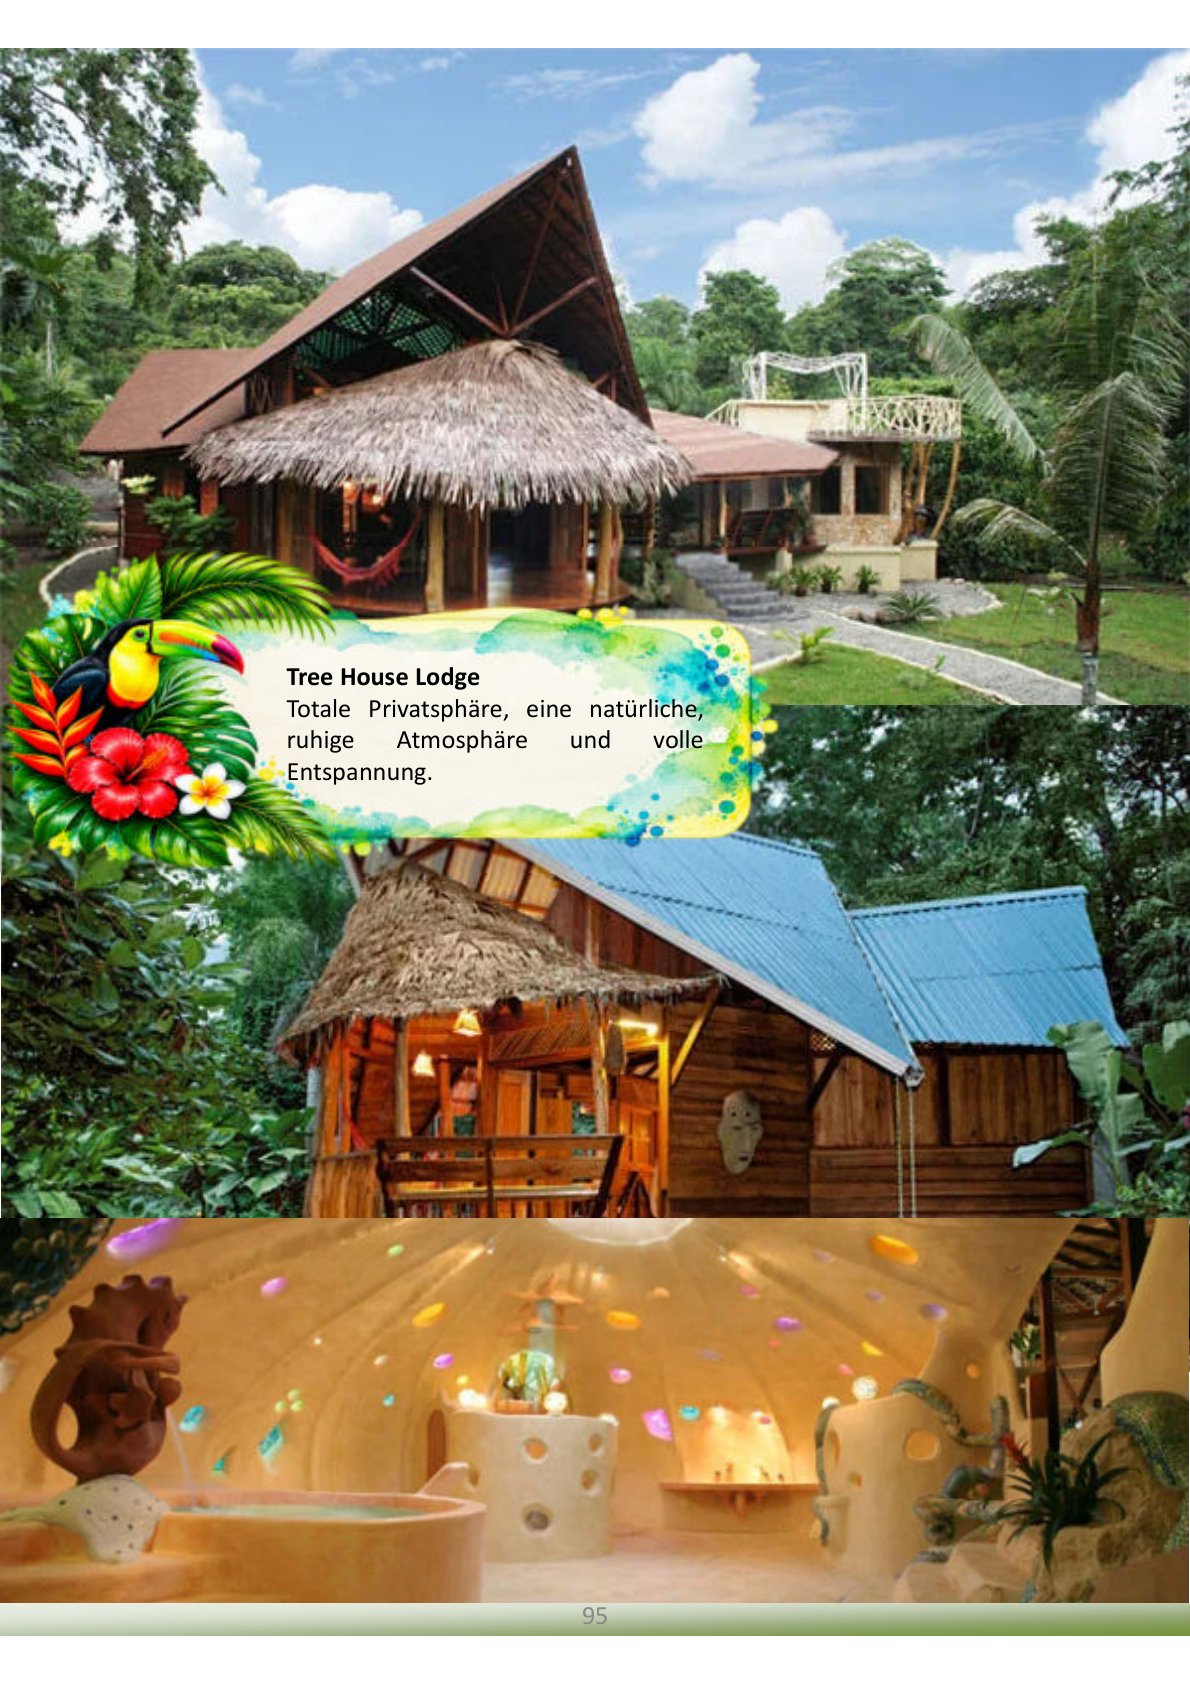 Tree House Lodge
Totale Privatsphäre, eine natürliche,
ruhige Atmosphäre und volle
Entspannung.
95